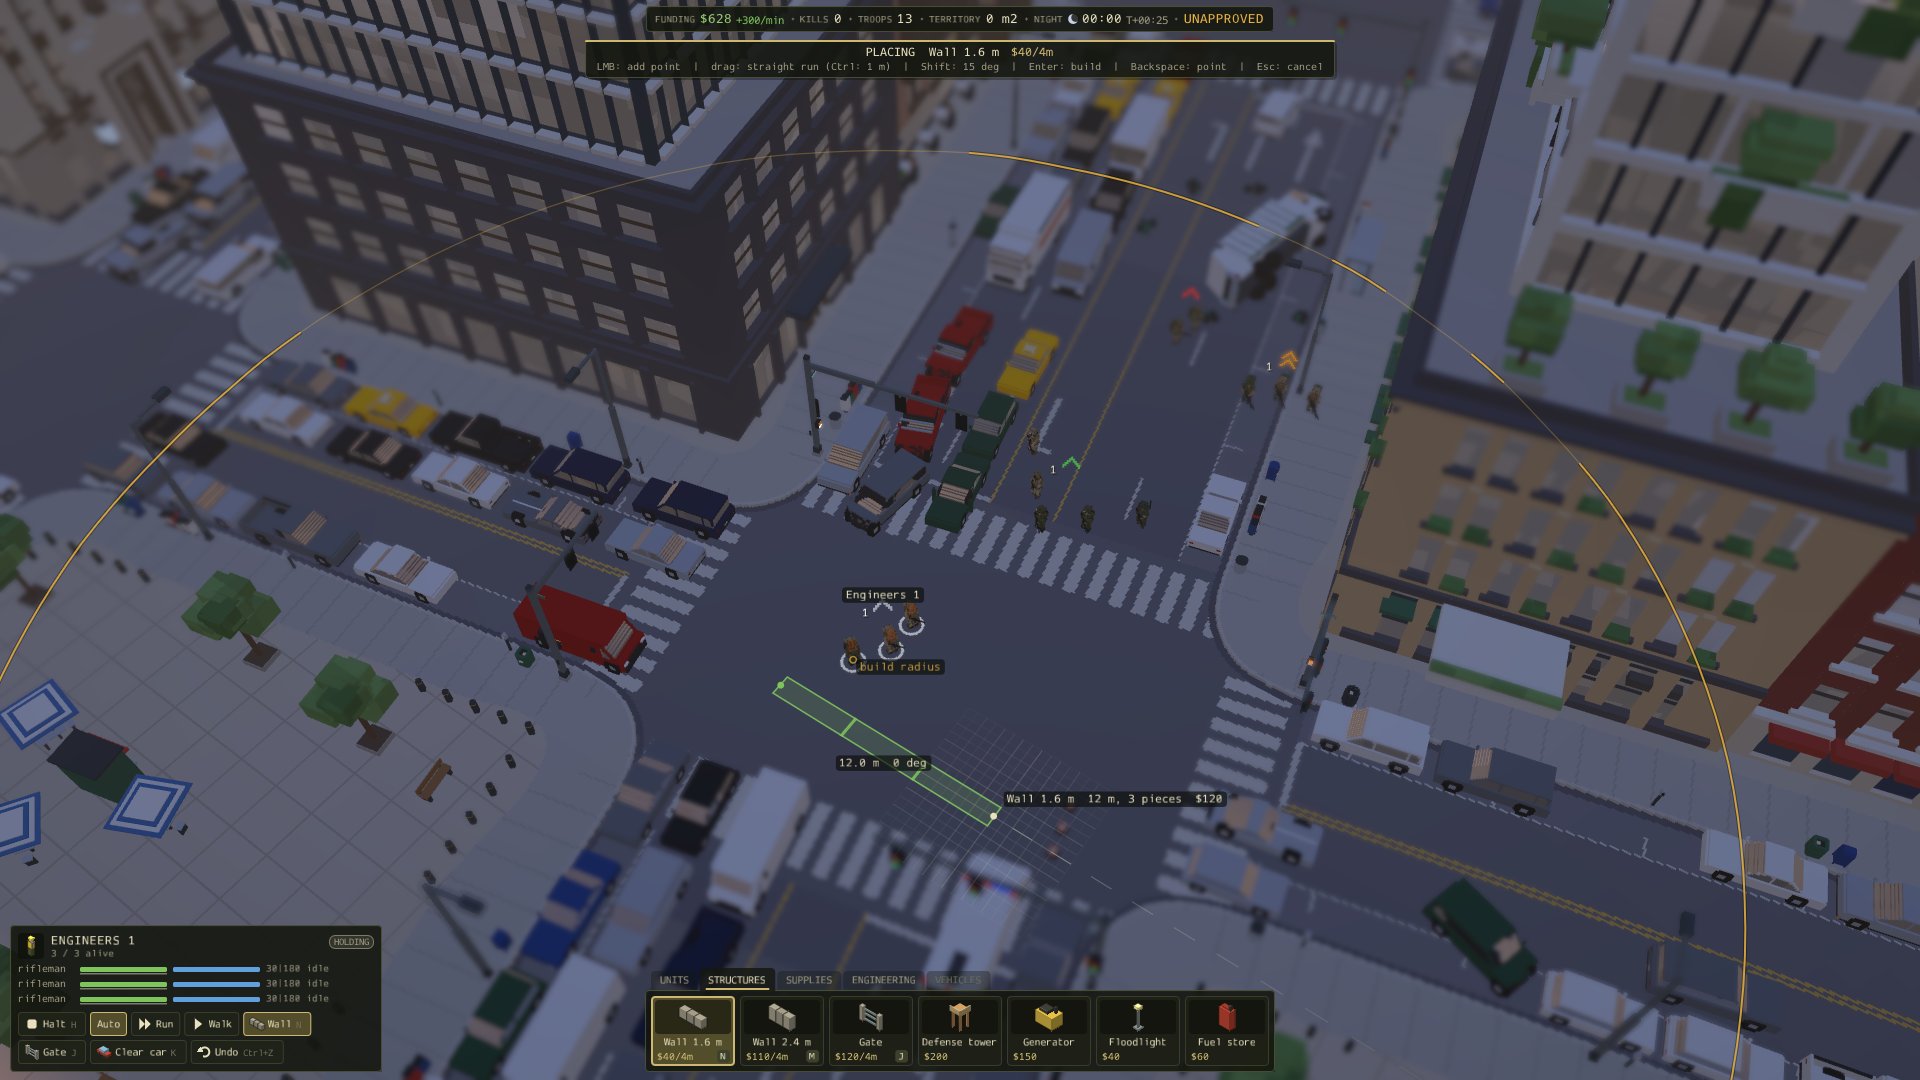 FUNDING $628 +300/min · KILLS 0 · TROOPS 13 · TERRITORY 0 m2 · NIGHT 00:00 T+00:25 · UNAPPROVED
PLACING Wall 1.6 m $40/4m
LMB: add point | drag: straight run (Ctrl: 1 m) | Shift: 15 deg | Enter: build | Backspace: point | Esc: cancel
1
1
Engineers 1
1
build radius
12.0 m 0 deg
Wall 1.6 m 12 m, 3 pieces $120
ENGINEERS 1
HOLDING
3 / 3 alive
rifleman 30|180 idle
rifleman 30|180 idle
rifleman 30|180 idle
Halt H
Auto
Run
Walk
Wall N
Gate J
Clear car K
Undo Ctrl+Z
UNITS STRUCTURES SUPPLIES ENGINEERING VEHICLES
Wall 1.6 m
$40/4m N
Wall 2.4 m
$110/4m M
Gate
$120/4m J
Defense tower
$200
Generator
$150
Floodlight
$40
Fuel store
$60